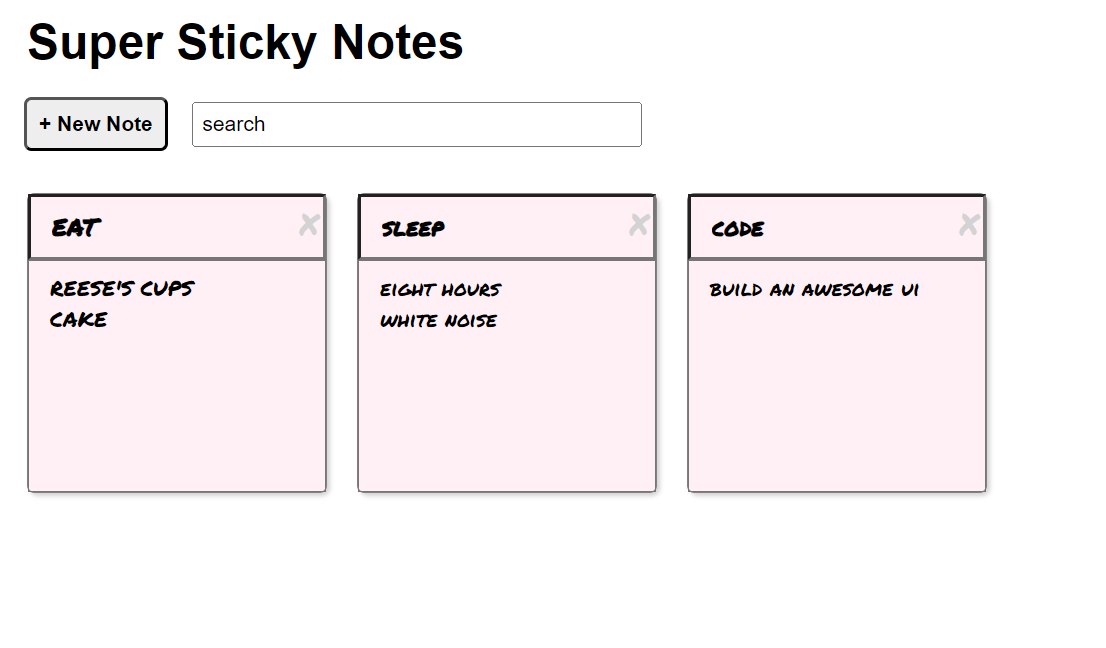 Super Sticky Notes
+ New Note
search
EAT
REESE'S CUPS
CAKE
SLEEP
EIGHT HOURS
WHITE NOISE
CODE
BUILD AN AWESOME UI